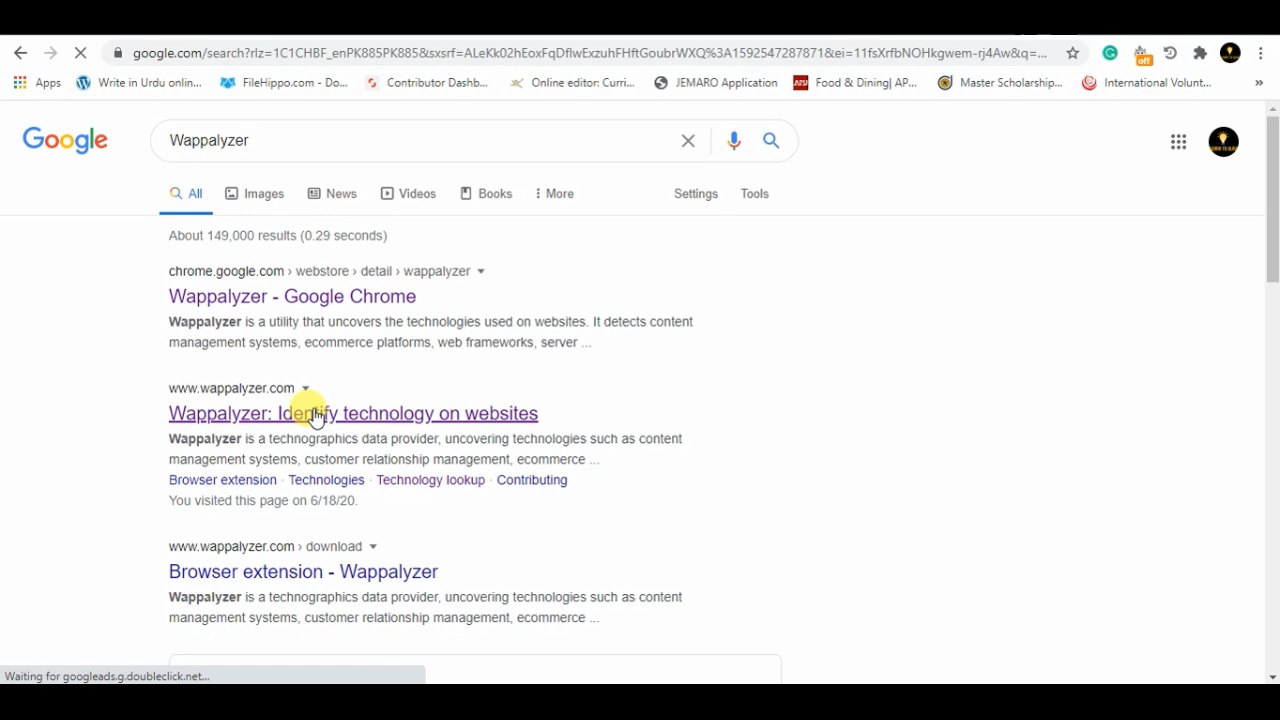 google.com/search?rlz=1C1CHBF_enPK885PK885&sxsrf=ALeKk02hEoxFqDflwExzuhFHftGoubrWXQ%3A1592547287871&ei=11fsXrfbNOHkgwem-rj4Aw&q=...
off
Apps Write in Urdu onlin... FileHippo.com - Do... Contributor Dashb... Online editor: Curri... JEMARO Application Food & Dining| AP... Master Scholarship... International Volunt... »
Google Wappalyzer
All Images News Videos Books More Settings Tools
About 149,000 results (0.29 seconds)
chrome.google.com › webstore › detail › wappalyzer
Wappalyzer - Google Chrome
Wappalyzer is a utility that uncovers the technologies used on websites. It detects content
management systems, ecommerce platforms, web frameworks, server ...
www.wappalyzer.com
Wappalyzer: Identify technology on websites
Wappalyzer is a technographics data provider, uncovering technologies such as content
management systems, customer relationship management, ecommerce ...
Browser extension · Technologies · Technology lookup · Contributing
You visited this page on 6/18/20.
www.wappalyzer.com › download
Browser extension - Wappalyzer
Wappalyzer is a technographics data provider, uncovering technologies such as content
management systems, customer relationship management, ecommerce ...
Waiting for googleads.g.doubleclick.net...